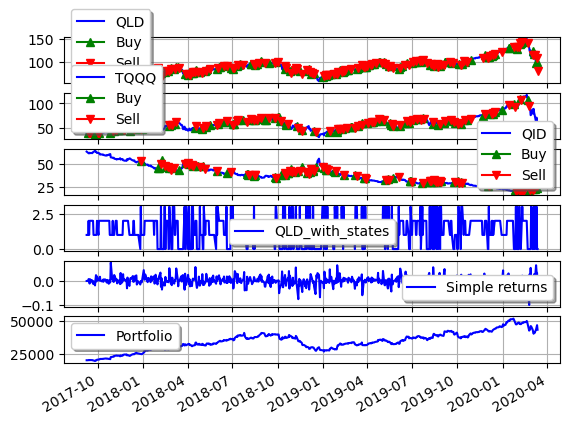 QLD
Buy
Sell
150
100
TQQQ
Buy
Sell
100
50
QID
Buy
Sell
50
25
2.5
0.0
QLD_with_states
0.0
−0.1
Simple returns
50000
25000
Portfolio
2017-10
2018-01
2018-04
2018-07
2018-10
2019-01
2019-04
2019-07
2019-10
2020-01
2020-04